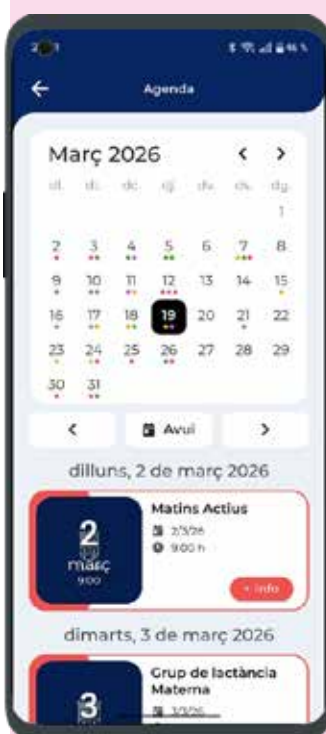 Agenda
Març 2026 < >
dl. dt. dc. dj. dv. ds. dg.
1
2 3 4 5 6 7 8
9 10 11 12 13 14 15
16 17 18 19 20 21 22
23 24 25 26 27 28 29
30 31
< Avui >
dilluns, 2 de març 2026
2
març
9:00
Matins Actius
2/3/26
9:00 h
+ info
dimarts, 3 de març 2026
3
Grup de lactància
Materna
3/3/26